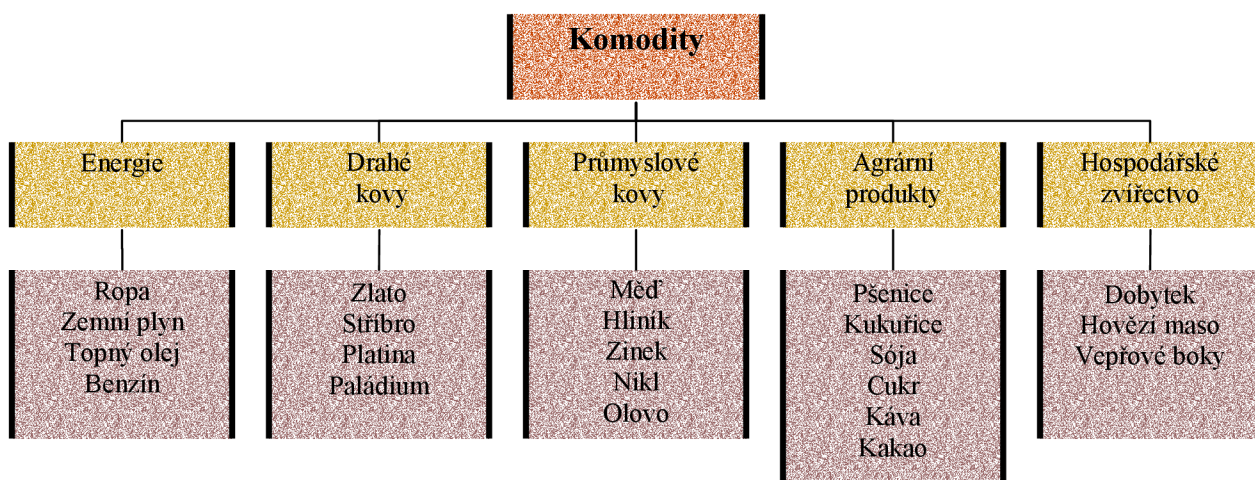 Komodity
Energie
Drahé
kovy
Průmyslové
kovy
Agrární
produkty
Hospodářské
zvířectvo
Ropa
Zemní plyn
Topný olej
Benzín
Zlato
Stříbro
Platina
Paládium
Měď
Hliník
Zinek
Nikl
Olovo
Pšenice
Kukuřice
Sója
Cukr
Káva
Kakao
Dobytek
Hovězí maso
Vepřové boky